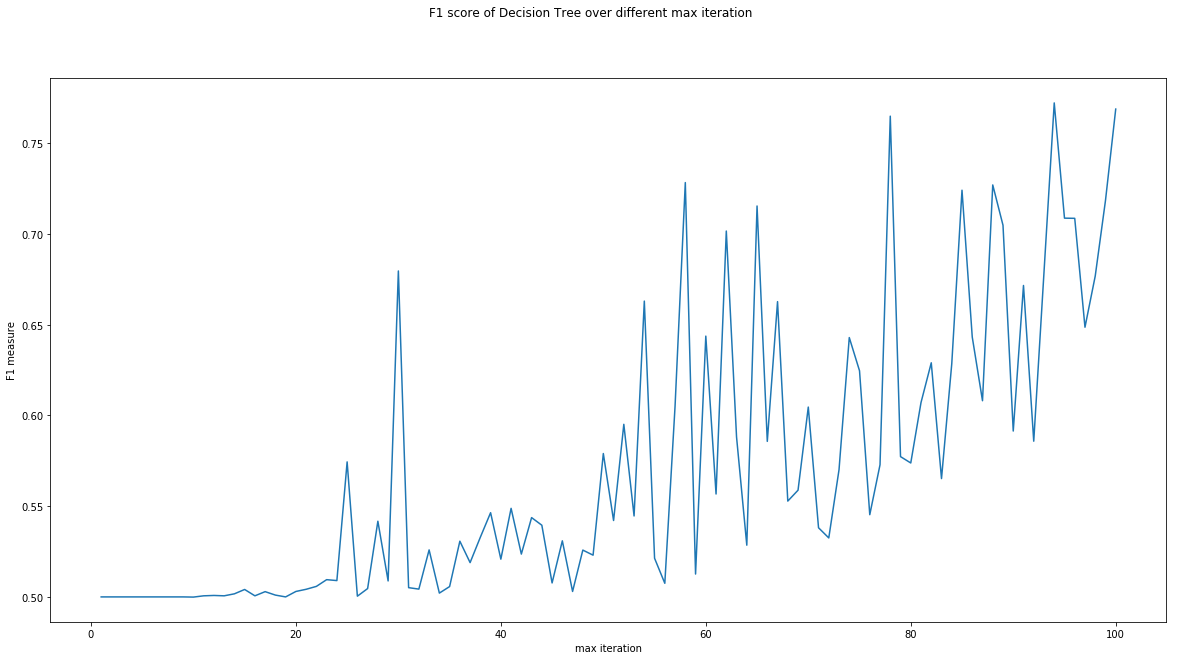 F1 score of Decision Tree over different max iteration
F1 measure
0.75
0.70
0.65
0.60
0.55
0.50
0 20 40 60 80 100
max iteration